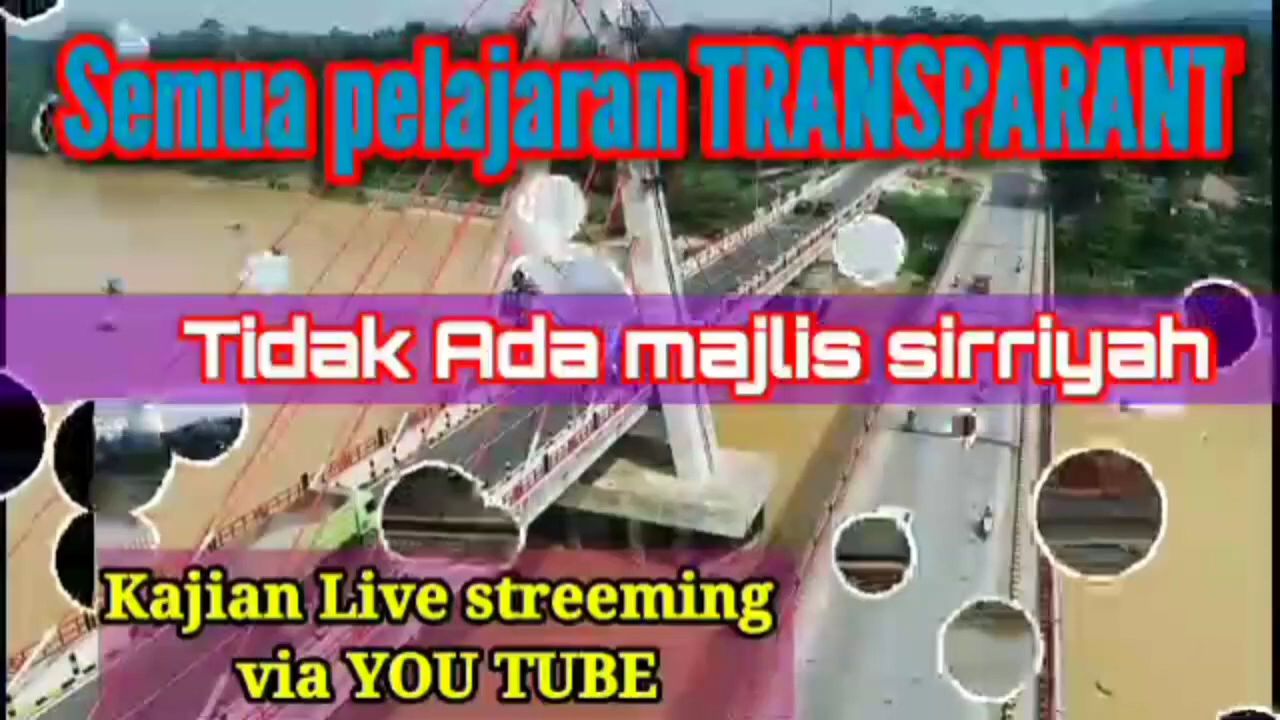 Semua pelajaran TRANSPARANT
Tidak Ada majlis sirriyah
Kajian Live streeming
via YOU TUBE